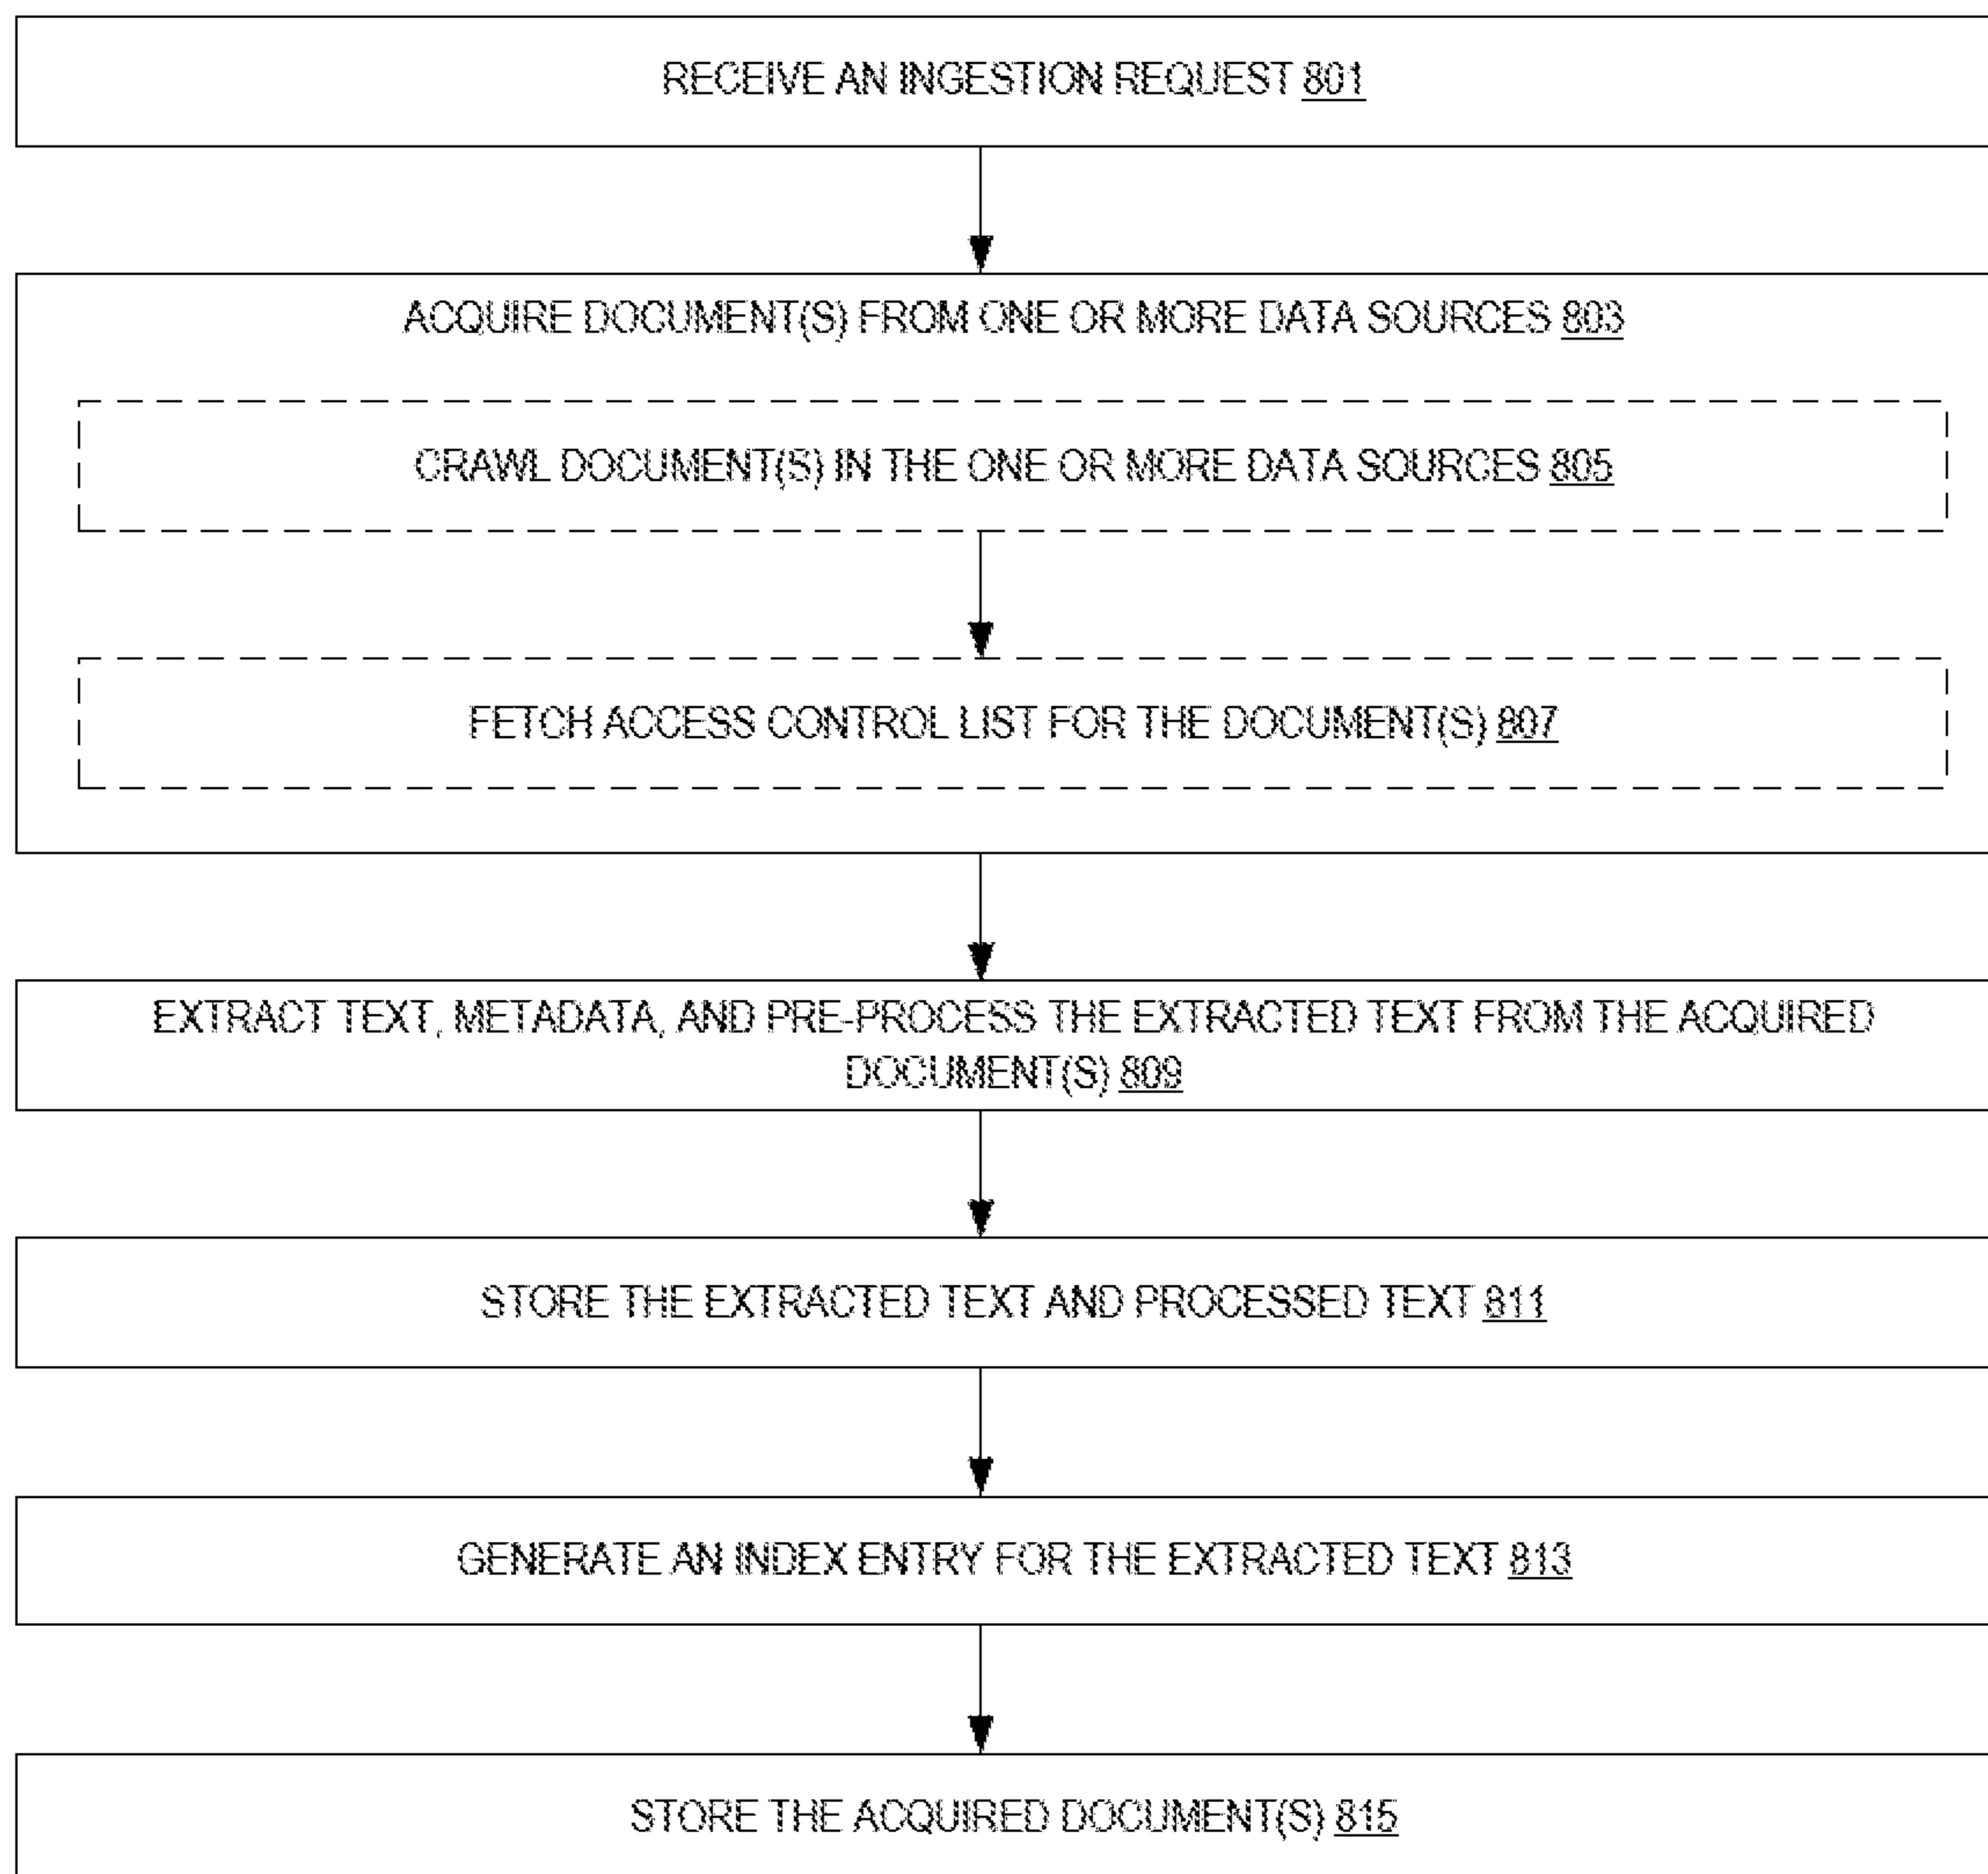 RECEIVE AN INGESTION REQUEST 801
ACQUIRE DOCUMENT(S) FROM ONE OR MORE DATA SOURCES 803
CRAWL DOCUMENT(S) IN THE ONE OR MORE DATA SOURCES 805
FETCH ACCESS CONTROL LIST FOR THE DOCUMENT(S) 807
EXTRACT TEXT, METADATA, AND PRE-PROCESS THE EXTRACTED TEXT FROM THE ACQUIRED
DOCUMENT(S) 809
STORE THE EXTRACTED TEXT AND PROCESSED TEXT 811
GENERATE AN INDEX ENTRY FOR THE EXTRACTED TEXT 813
STORE THE ACQUIRED DOCUMENT(S) 815